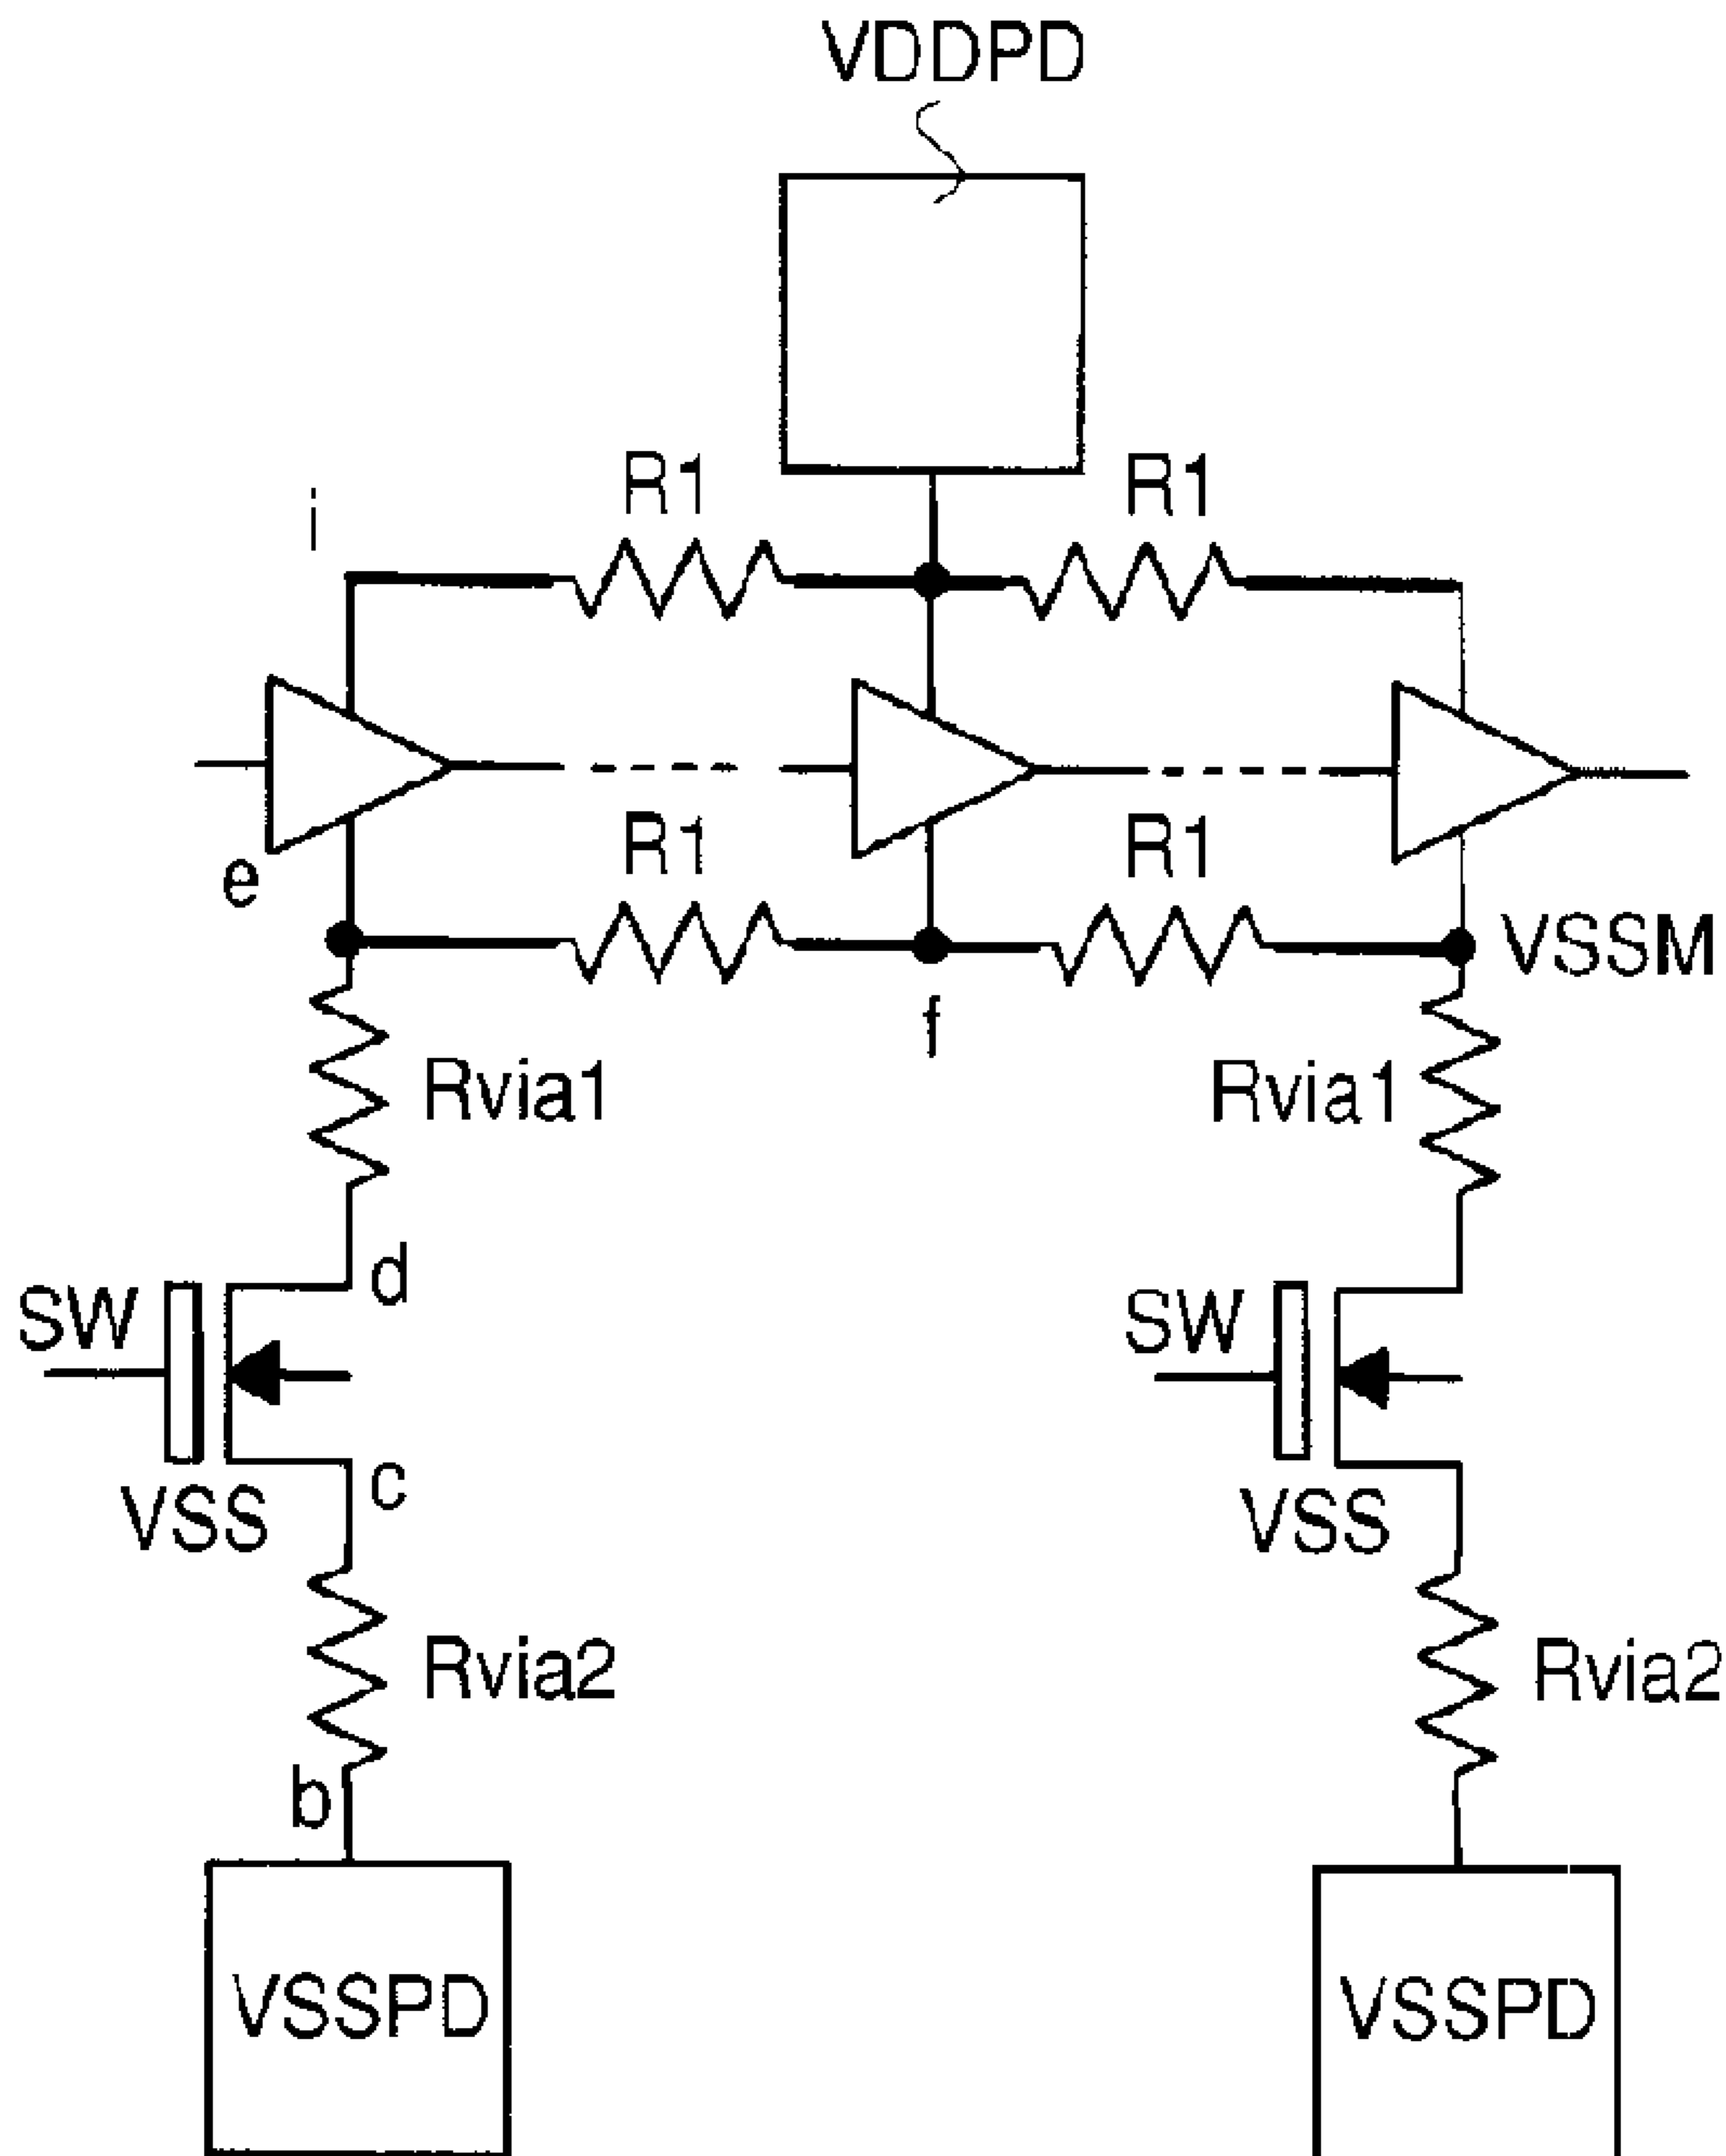 VDDPD
R1 R1
i
e
R1 R1
VSSM
f
Rvia1 Rvia1
d
SW SW
c
VSS VSS
Rvia2 Rvia2
b
VSSPD VSSPD